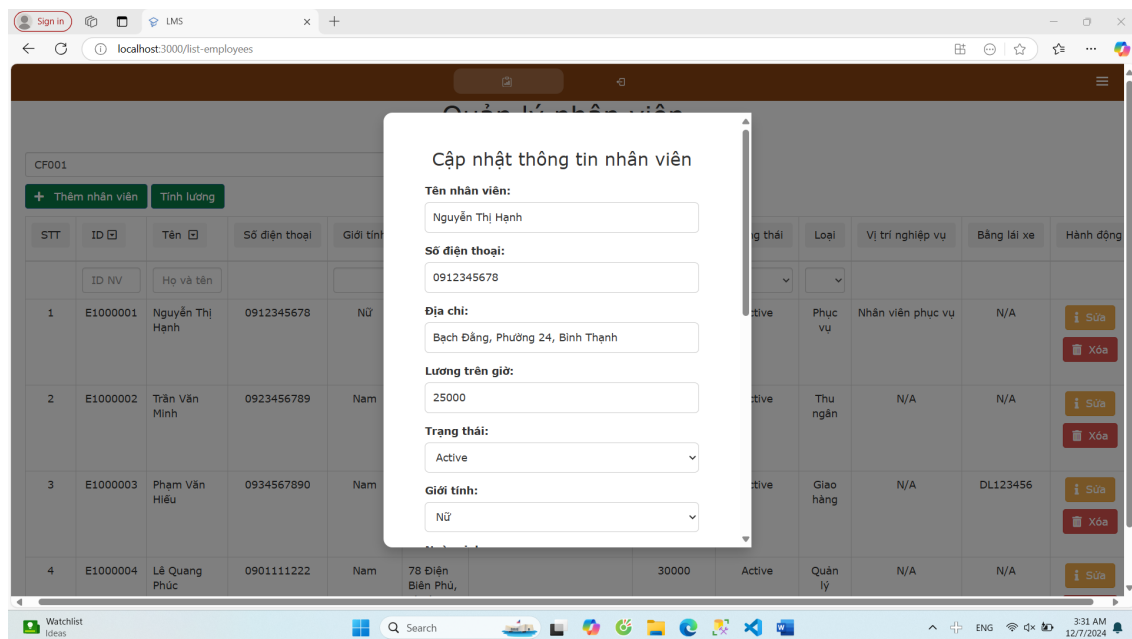 Sign in
LMS
localhost:3000/list-employees
CF001
+ Thêm nhân viên Tính lương
STT ID Tên Số điện thoại Giới tính ng thái Loại Vị trí nghiệp vụ Bằng lái xe Hành động
ID NV Họ và tên
1 E1000001 Nguyễn Thị Hạnh 0912345678 Nữ ctive Phục vụ Nhân viên phục vụ N/A Sửa
Xóa
2 E1000002 Trần Văn Minh 0923456789 Nam ctive Thu ngân N/A N/A Sửa
Xóa
3 E1000003 Phạm Văn Hiếu 0934567890 Nam ctive Giao hàng N/A DL123456 Sửa
Xóa
4 E1000004 Lê Quang Phúc 0901111222 Nam 78 Điện Biên Phủ, 30000 Active Quản lý N/A N/A Sửa
Cập nhật thông tin nhân viên
Tên nhân viên:
Nguyễn Thị Hạnh
Số điện thoại:
0912345678
Địa chỉ:
Bạch Đằng, Phường 24, Bình Thạnh
Lương trên giờ:
25000
Trạng thái:
Active
Giới tính:
Nữ
Watchlist
Ideas
Search
ENG
3:31 AM
12/7/2024